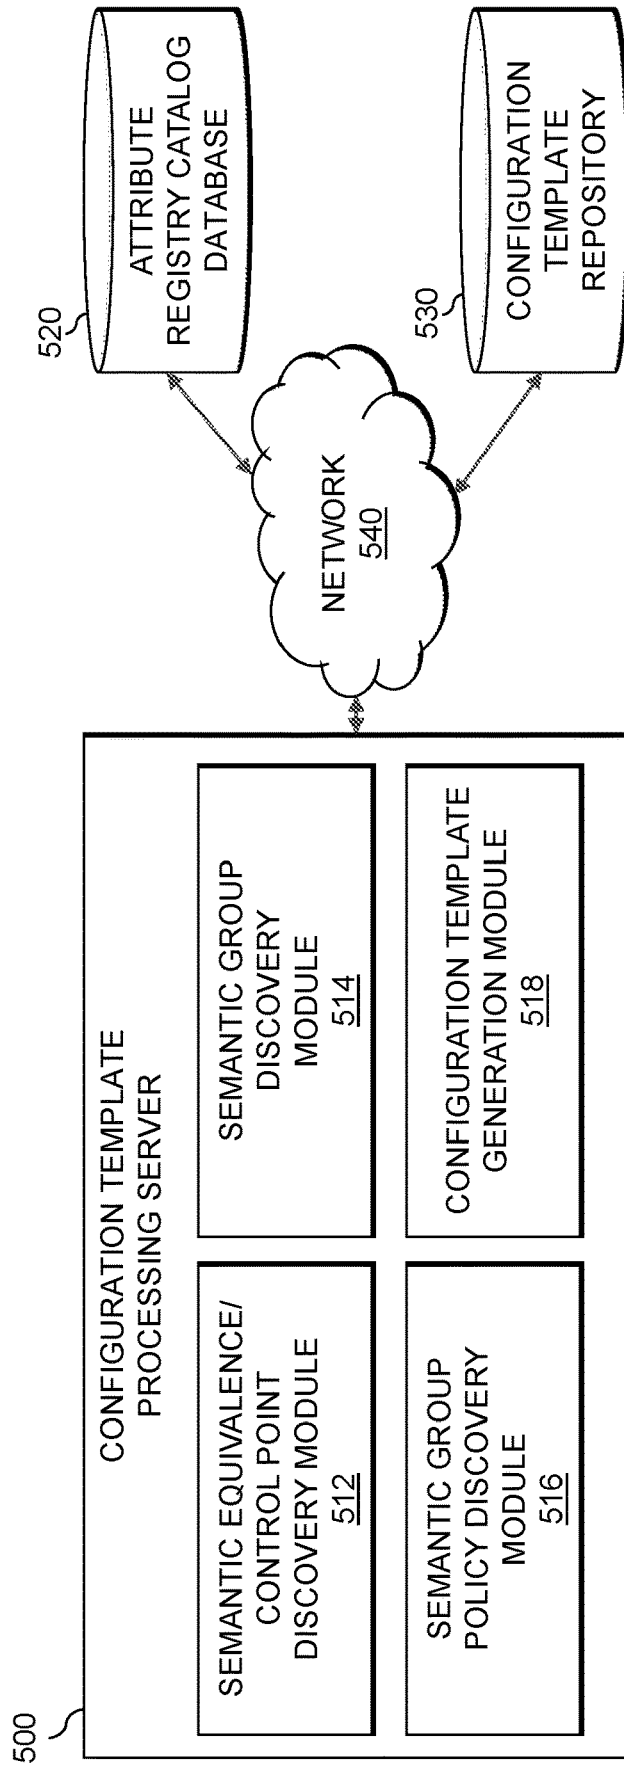 500
CONFIGURATION TEMPLATE
PROCESSING SERVER
SEMANTIC EQUIVALENCE/
CONTROL POINT
DISCOVERY MODULE
512
SEMANTIC GROUP
DISCOVERY
MODULE
514
SEMANTIC GROUP
POLICY DISCOVERY
MODULE
516
CONFIGURATION TEMPLATE
GENERATION MODULE
518
NETWORK
540
520
ATTRIBUTE
REGISTRY CATALOG
DATABASE
530
CONFIGURATION
TEMPLATE
REPOSITORY